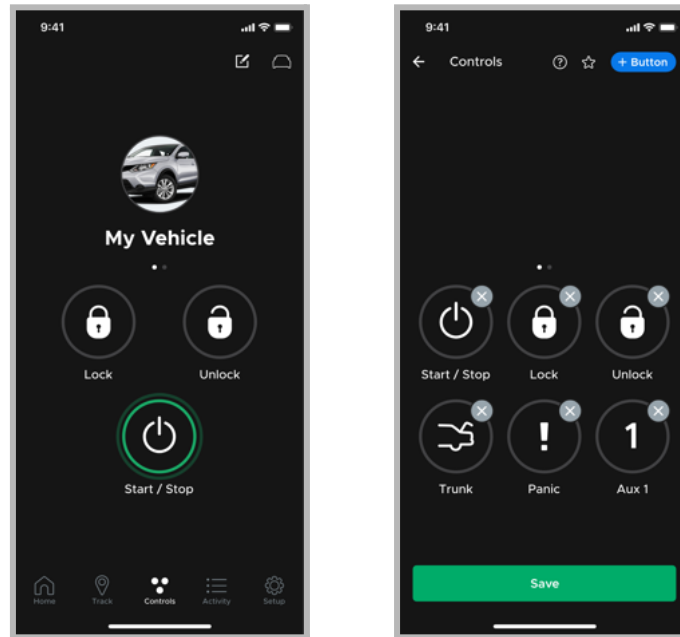 9:41
My Vehicle
Lock Unlock
Start / Stop
Home Track Controls Activity Setup
9:41
Controls + Button
Start / Stop Lock Unlock
1
Trunk Panic Aux 1
Save